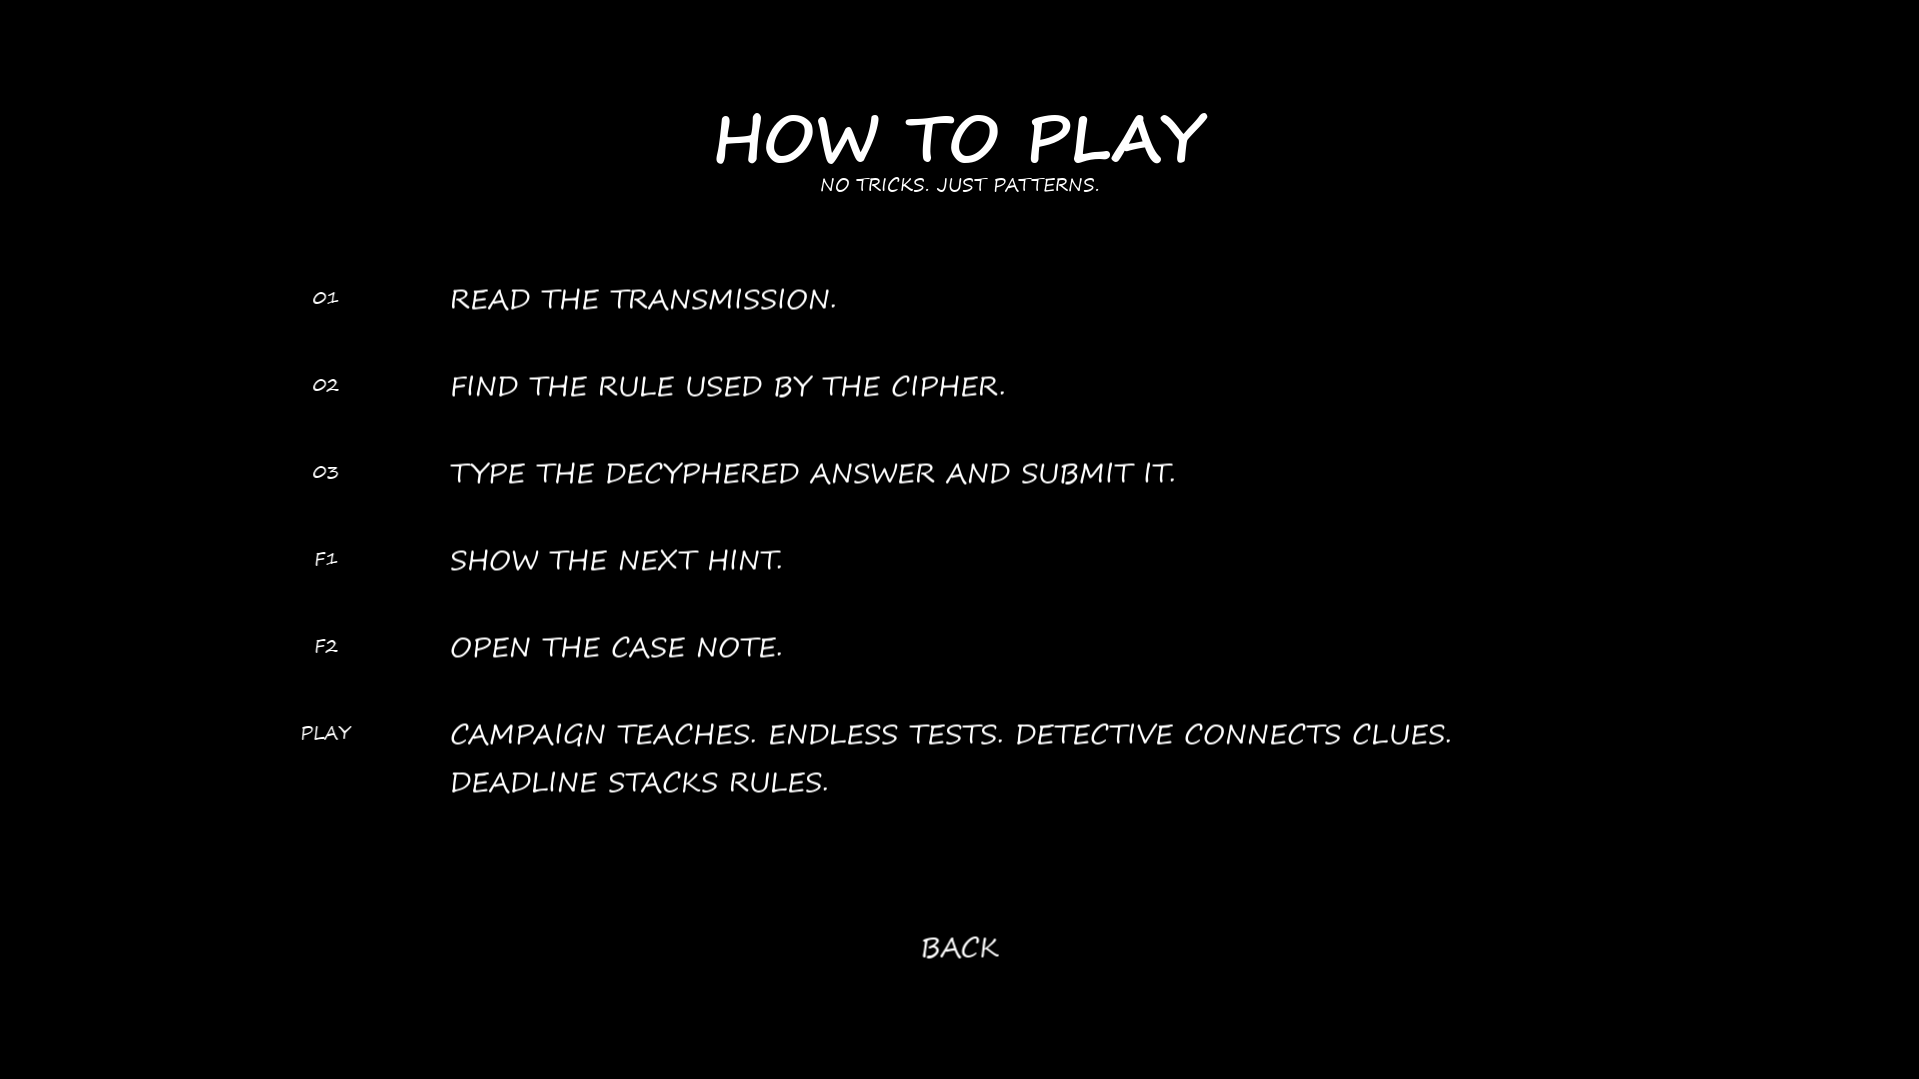 HOW TO PLAY
NO TRICKS. JUST PATTERNS.
01 READ THE TRANSMISSION.
02 FIND THE RULE USED BY THE CIPHER.
03 TYPE THE DECYPHERED ANSWER AND SUBMIT IT.
F1 SHOW THE NEXT HINT.
F2 OPEN THE CASE NOTE.
PLAY CAMPAIGN TEACHES. ENDLESS TESTS. DETECTIVE CONNECTS CLUES.
DEADLINE STACKS RULES.
BACK